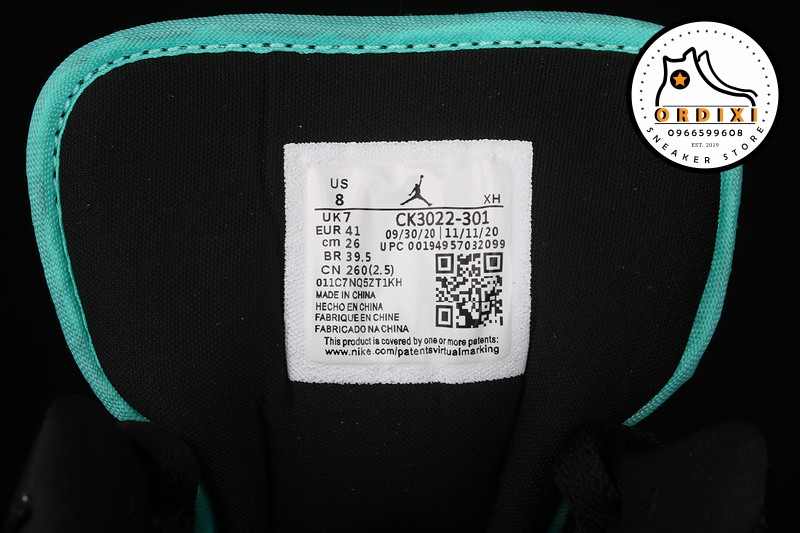 ORDIXI
0966599608
EST. 2019
SNEAKER STORE
US
8
XH
UK 7
CK3022-301
EUR 41
09/30/20 | 11/11/20
cm 26
UPC 00194957032099
BR 39.5
CN 260(2.5)
011C7NQ5ZT1KH
MADE IN CHINA
HECHO EN CHINA
FABRIQUE EN CHINE
FABRICADO NA CHINA
This product is covered by one or more patents:
www.nike.com/patentsvirtualmarking